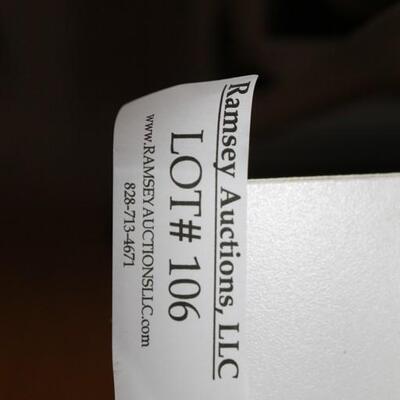 Ramsey Auctions, LLC
LOT# 106
www.RAMSEYAUCTIONSLLC.com
828-713-4671